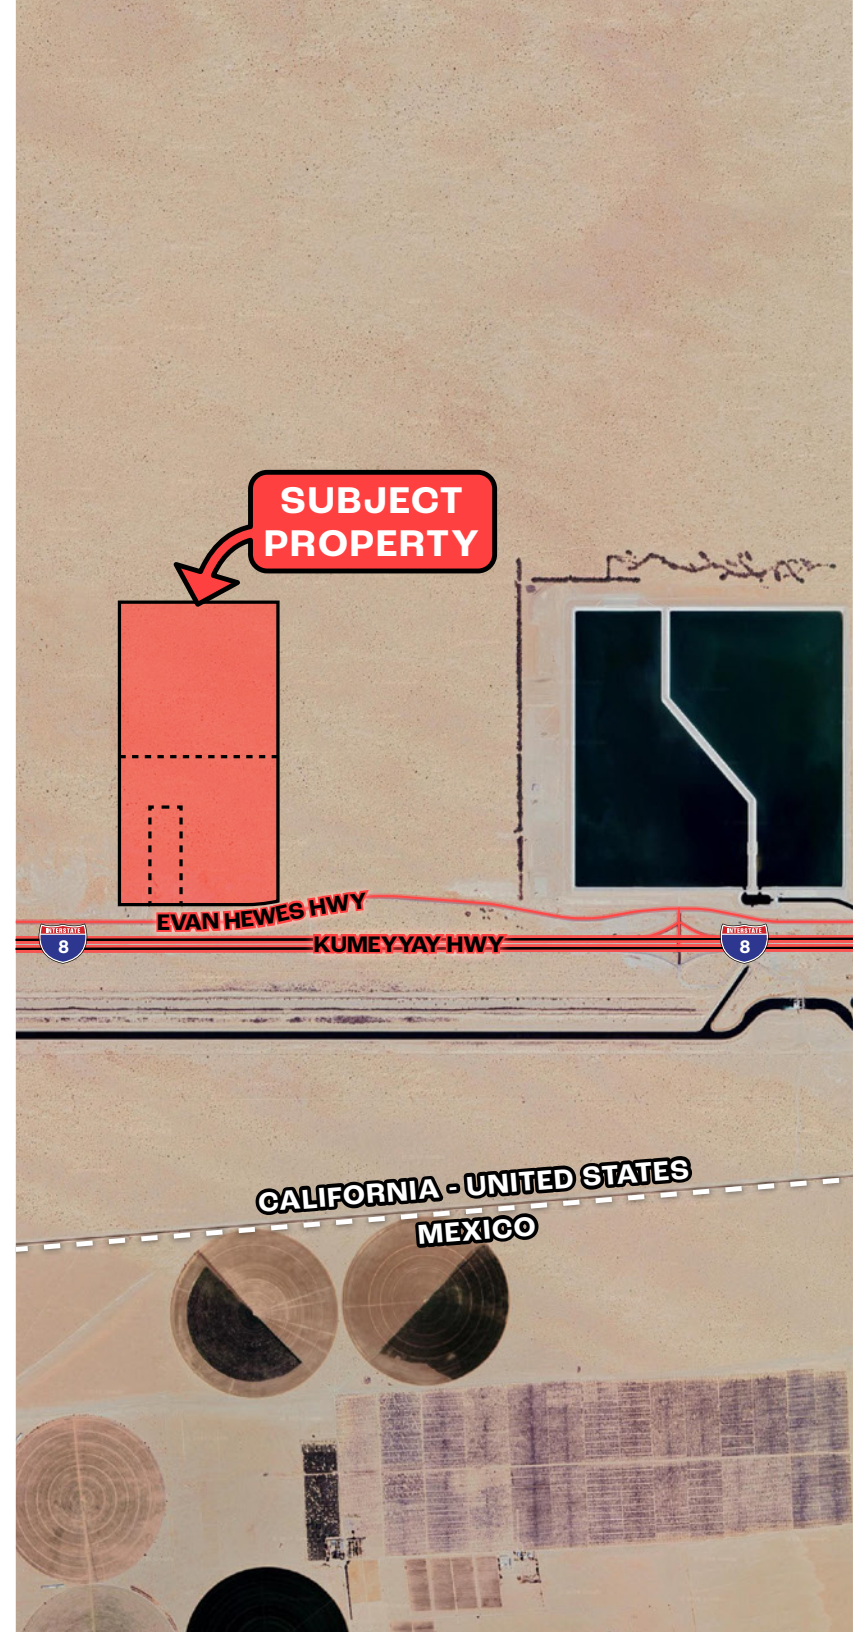 SUBJECT
PROPERTY
EVAN HEWES HWY
INTERSTATE
8
KUMEYYAY HWY
INTERSTATE
8
CALIFORNIA - UNITED STATES
MEXICO